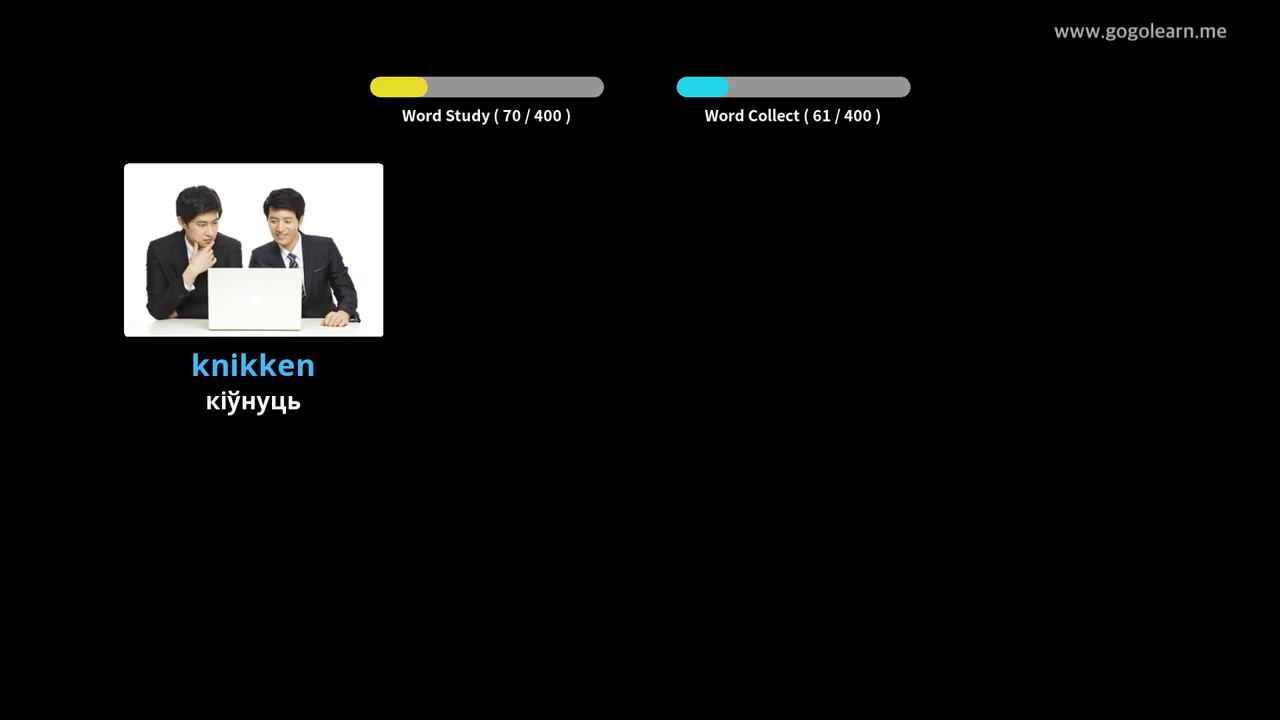 www.gogolearn.me
Word Study ( 70 / 400 )
Word Collect ( 61 / 400 )
knikken
кіўнуць